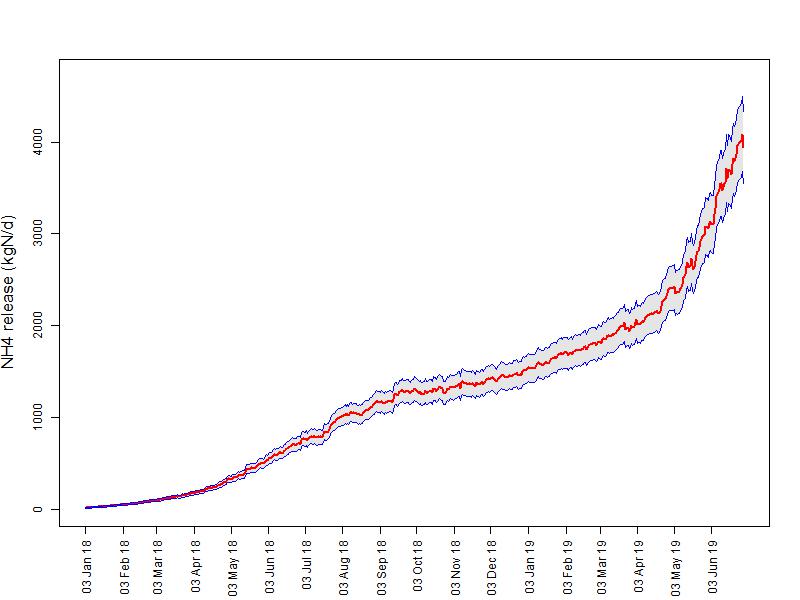 NH4 release (kgN/d)
4000
3000
2000
1000
0
03 Jan 18
03 Feb 18
03 Mar 18
03 Apr 18
03 May 18
03 Jun 18
03 Jul 18
03 Aug 18
03 Sep 18
03 Oct 18
03 Nov 18
03 Dec 18
03 Jan 19
03 Feb 19
03 Mar 19
03 Apr 19
03 May 19
03 Jun 19